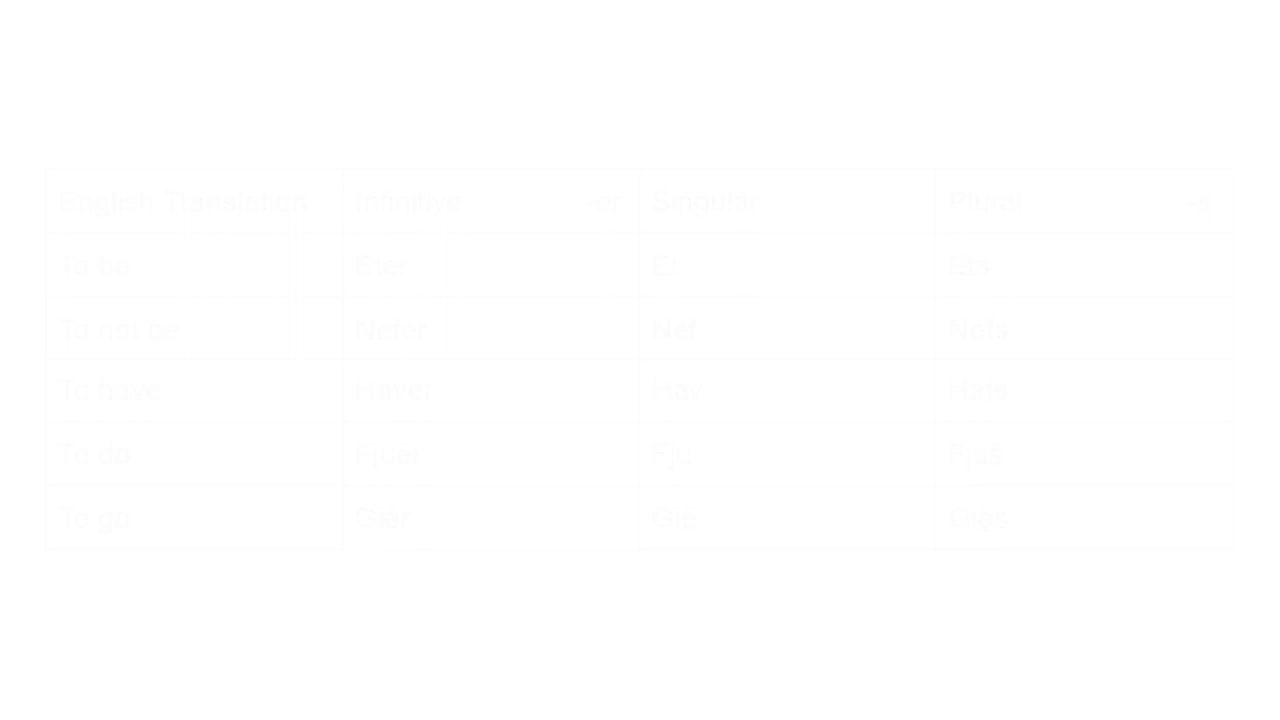 English Translation Infinitive -er Singular Plural -s
To be Eter Et Ets
To not be Neter Net Nets
To have Haver Hav Havs
To do Fjuer Fju Fjus
To go Gier Gie Gies